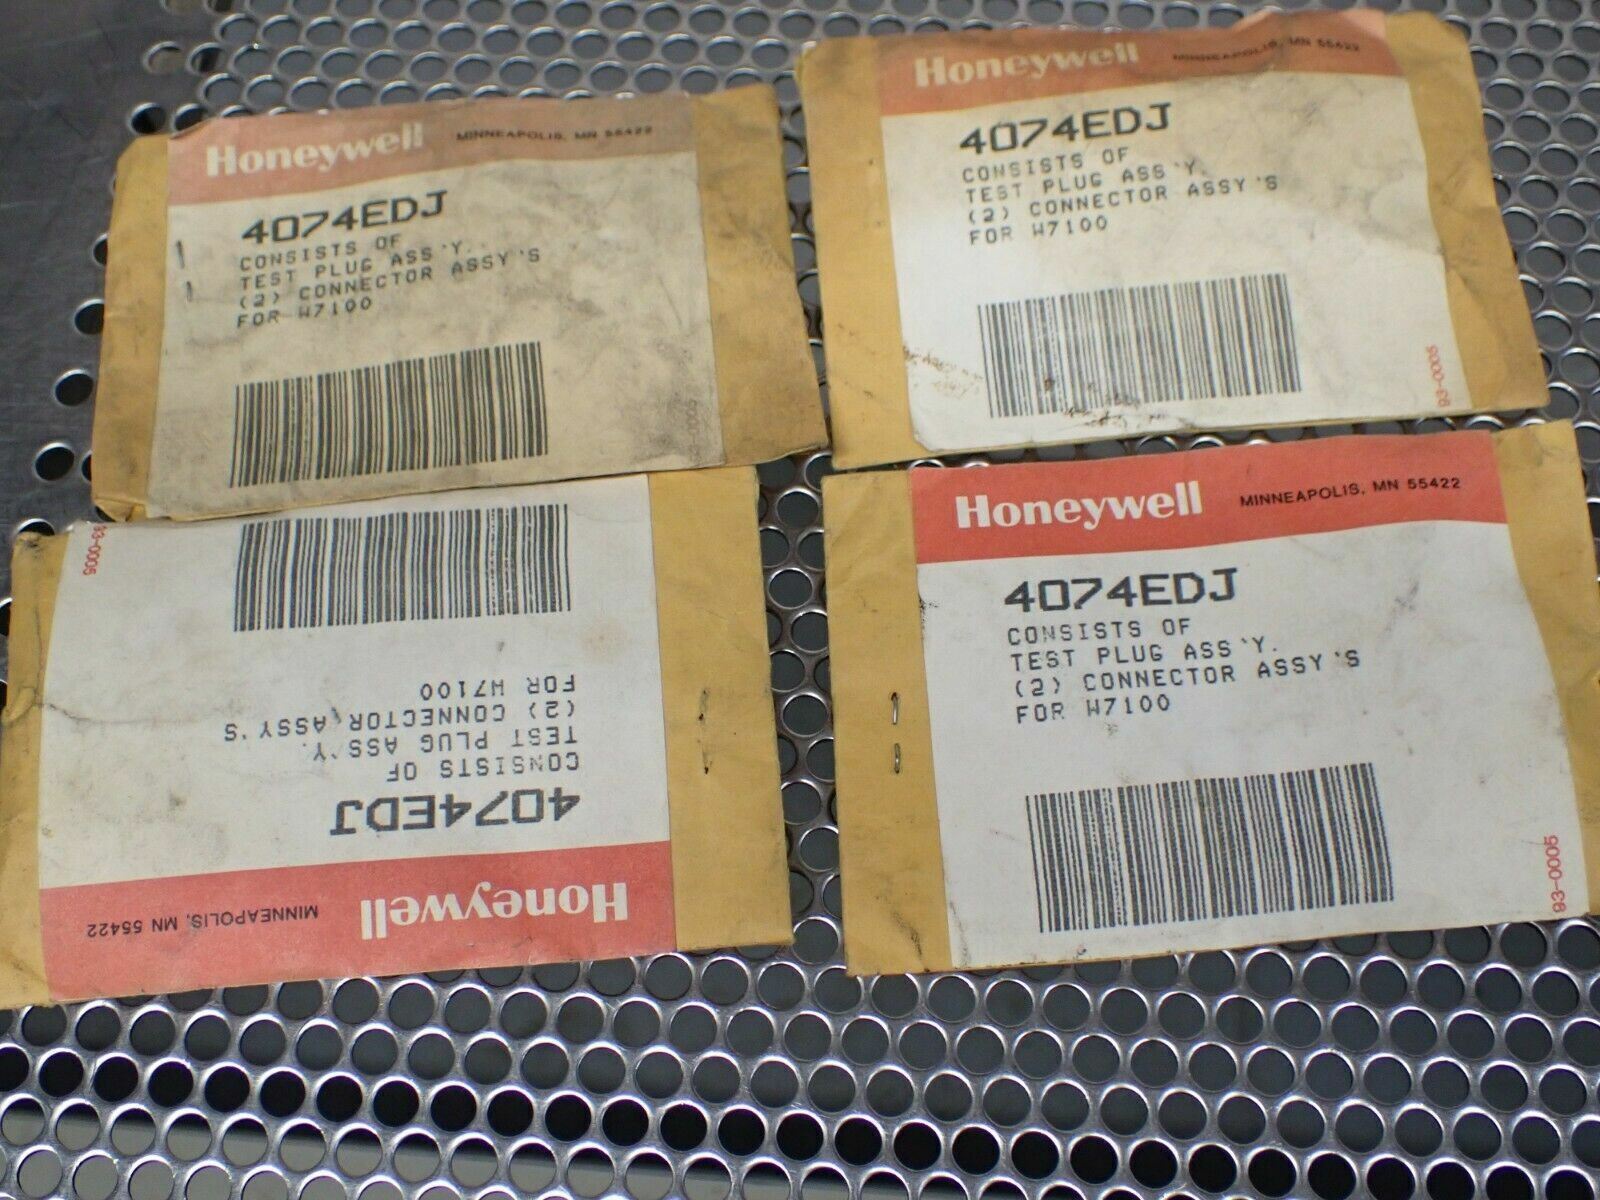 Honeywell MINNEAPOLIS, MN 55422
4074EDJ
CONSISTS OF
TEST PLUG ASS'Y.
(2) CONNECTOR ASSY'S
FOR W7100
93-0005
Honeywell MINNEAPOLIS, MN 55422
4074EDJ
CONSISTS OF
TEST PLUG ASS'Y.
(2) CONNECTOR ASSY'S
FOR W7100
93-0005
Honeywell MINNEAPOLIS, MN 55422
4074EDJ
CONSISTS OF
TEST PLUG ASS'Y.
(2) CONNECTOR ASSY'S
FOR W7100
93-0005
Honeywell MINNEAPOLIS, MN 55422
4074EDJ
CONSISTS OF
TEST PLUG ASS'Y.
(2) CONNECTOR ASSY'S
FOR W7100
93-0005